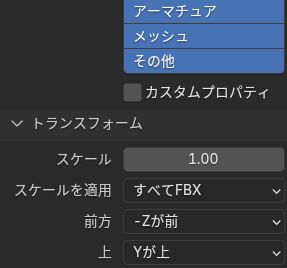 アーマチュア
メッシュ
その他
カスタムプロパティ
トランスフォーム
スケール 1.00
スケールを適用 すべてFBX
前方 -Zが前
上 Yが上